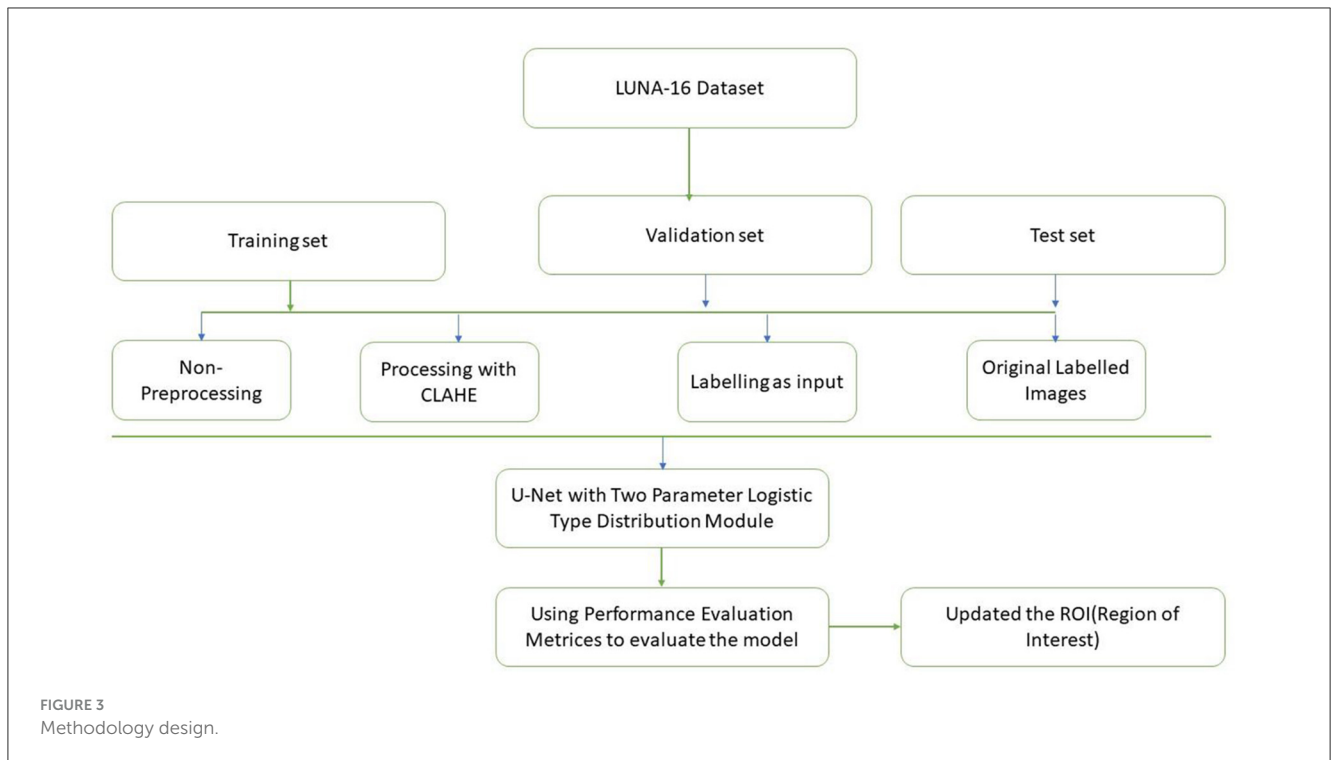 LUNA-16 Dataset
Training set
Validation set
Test set
Non-
Preprocessing
Processing with
CLAHE
Labelling as input
Original Labelled
Images
U-Net with Two Parameter Logistic
Type Distribution Module
Using Performance Evaluation
Metrices to evaluate the model
Updated the ROI(Region of
Interest)
FIGURE 3
Methodology design.